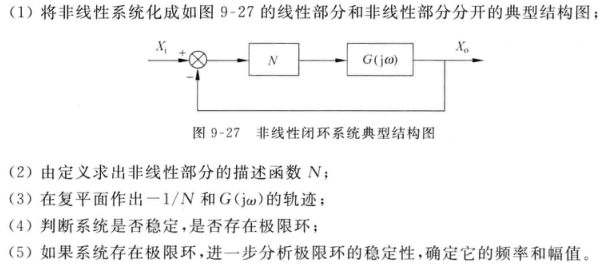 (1) 将非线性系统化成如图 9-27 的线性部分和非线性部分分开的典型结构图;
Xi + − N G(jω) Xo
图 9-27 非线性闭环系统典型结构图
(2) 由定义求出非线性部分的描述函数 N;
(3) 在复平面作出−1/N 和 G(jω)的轨迹;
(4) 判断系统是否稳定,是否存在极限环;
(5) 如果系统存在极限环,进一步分析极限环的稳定性,确定它的频率和幅值。